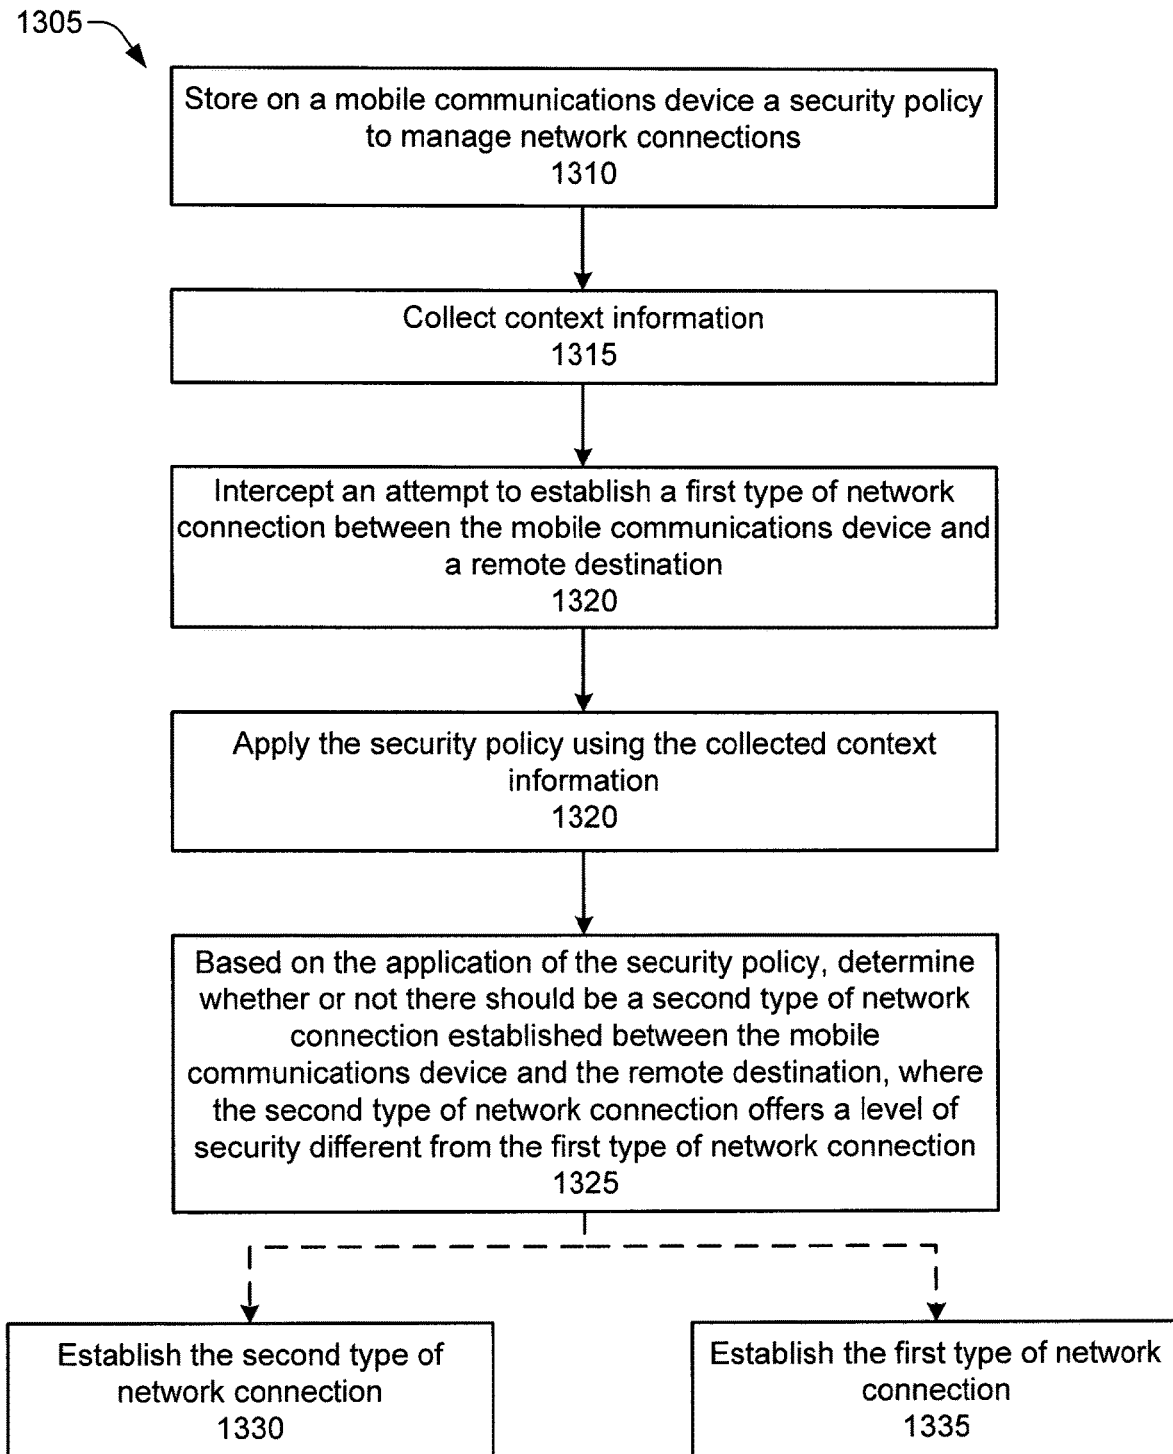 1305
Store on a mobile communications device a security policy
to manage network connections
1310
Collect context information
1315
Intercept an attempt to establish a first type of network
connection between the mobile communications device and
a remote destination
1320
Apply the security policy using the collected context
information
1320
Based on the application of the security policy, determine
whether or not there should be a second type of network
connection established between the mobile
communications device and the remote destination, where
the second type of network connection offers a level of
security different from the first type of network connection
1325
Establish the second type of
network connection
1330
Establish the first type of network
connection
1335